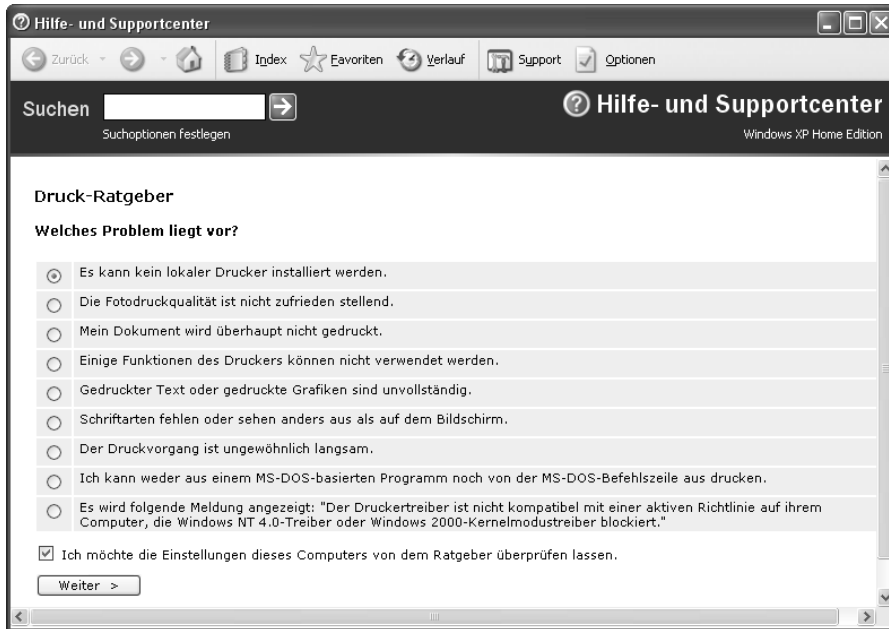 Hilfe- und Supportcenter
Zurück
Index
Favoriten
Verlauf
Support
Optionen
Suchen
Suchoptionen festlegen
Hilfe- und Supportcenter
Windows XP Home Edition
Druck-Ratgeber
Welches Problem liegt vor?
Es kann kein lokaler Drucker installiert werden.
Die Fotodruckqualität ist nicht zufrieden stellend.
Mein Dokument wird überhaupt nicht gedruckt.
Einige Funktionen des Druckers können nicht verwendet werden.
Gedruckter Text oder gedruckte Grafiken sind unvollständig.
Schriftarten fehlen oder sehen anders aus als auf dem Bildschirm.
Der Druckvorgang ist ungewöhnlich langsam.
Ich kann weder aus einem MS-DOS-basierten Programm noch von der MS-DOS-Befehlszeile aus drucken.
Es wird folgende Meldung angezeigt: "Der Druckertreiber ist nicht kompatibel mit einer aktiven Richtlinie auf ihrem
Computer, die Windows NT 4.0-Treiber oder Windows 2000-Kernelmodustreiber blockiert."
Ich möchte die Einstellungen dieses Computers von dem Ratgeber überprüfen lassen.
Weiter >